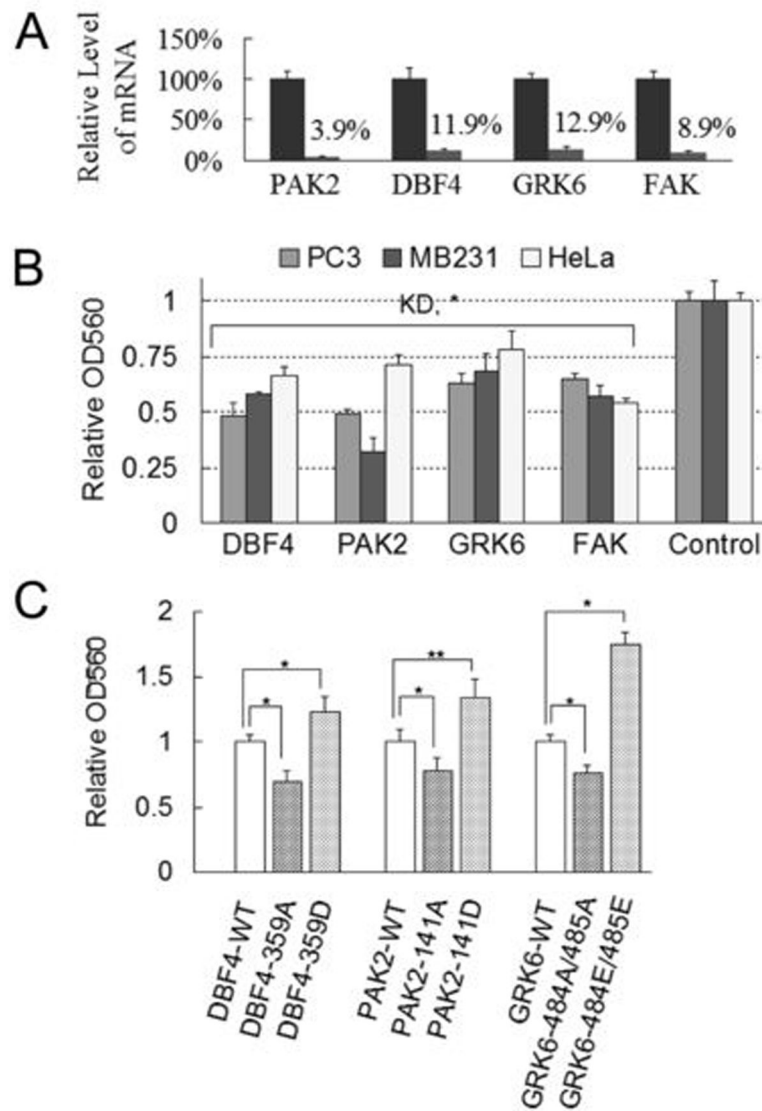 A
Relative Level
of mRNA
150%
100%
50%
0%
3.9%
11.9%
12.9%
8.9%
PAK2 DBF4 GRK6 FAK
B
PC3 MB231 HeLa
Relative OD560
1
0.75
0.5
0.25
0
KD, *
DBF4 PAK2 GRK6 FAK Control
C
Relative OD560
2
1.5
1
0.5
0
* * * ** * *
DBF4-WT
DBF4-359A
DBF4-359D
PAK2-WT
PAK2-141A
PAK2-141D
GRK6-WT
GRK6-484A/485A
GRK6-484E/485E